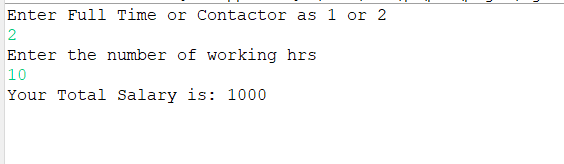 Enter Full Time or Contactor as 1 or 2
2
Enter the number of working hrs
10
Your Total Salary is: 1000